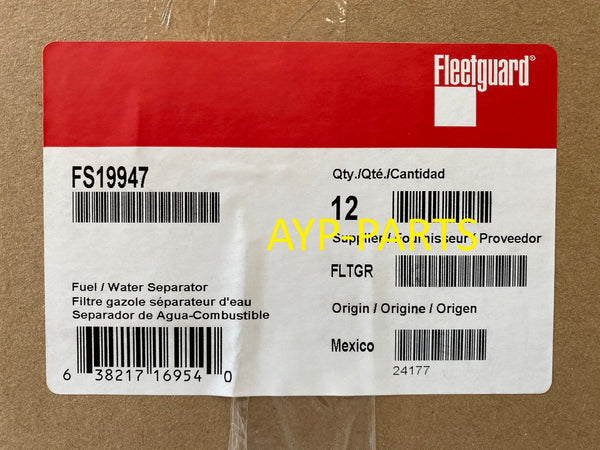 Fleetguard®
FS19947
Qty./Qté./Cantidad
12
AYP-PARTS
Supplier / Fournisseur / Proveedor
FLTGR
Fuel / Water Separator
Filtre gazole séparateur d'eau
Separador de Agua-Combustible
Origin / Origine / Origen
Mexico
24177
6 38217 16954 0